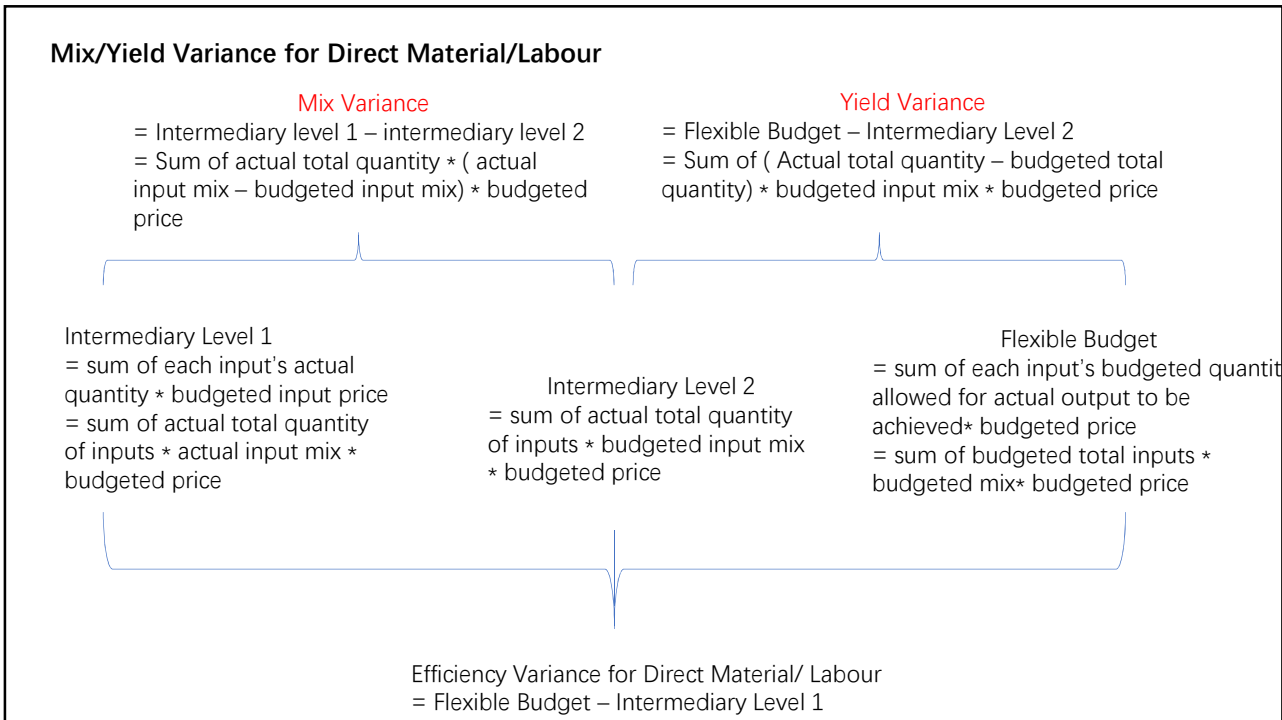 Mix/Yield Variance for Direct Material/Labour
Mix Variance
= Intermediary level 1 – intermediary level 2
= Sum of actual total quantity * ( actual
input mix – budgeted input mix) * budgeted
price
Yield Variance
= Flexible Budget – Intermediary Level 2
= Sum of ( Actual total quantity – budgeted total
quantity) * budgeted input mix * budgeted price
Intermediary Level 1
= sum of each input's actual
quantity * budgeted input price
= sum of actual total quantity
of inputs * actual input mix *
budgeted price
Intermediary Level 2
= sum of actual total quantity
of inputs * budgeted input mix
* budgeted price
Flexible Budget
= sum of each input's budgeted quantit
allowed for actual output to be
achieved* budgeted price
= sum of budgeted total inputs *
budgeted mix* budgeted price
Efficiency Variance for Direct Material/ Labour
= Flexible Budget – Intermediary Level 1